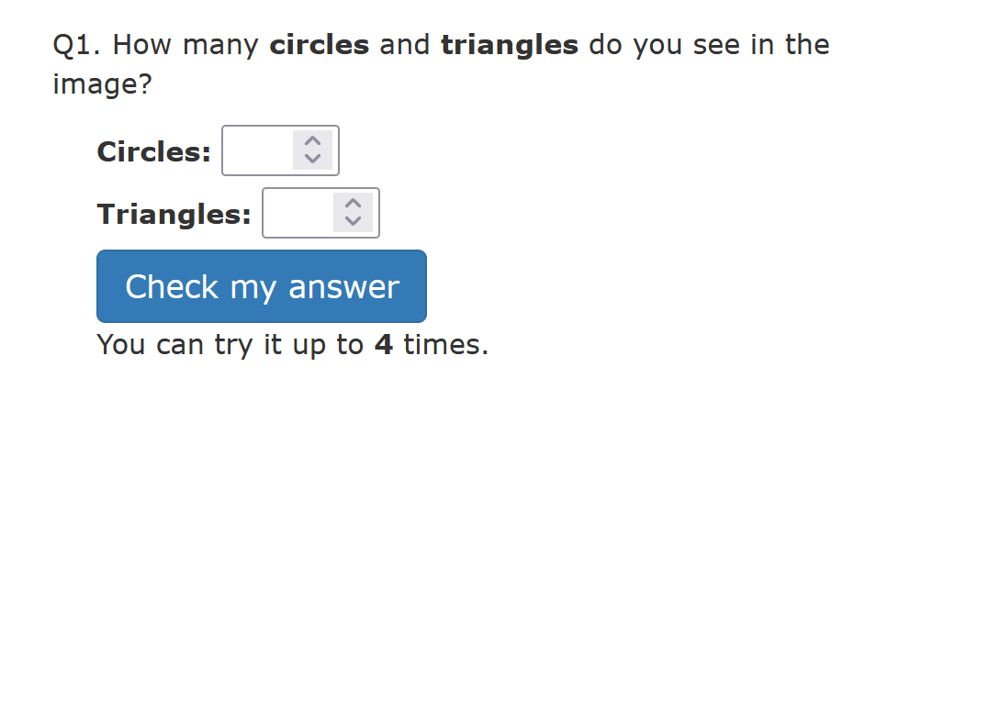 Q1. How many circles and triangles do you see in the
image?
Circles:
Triangles:
Check my answer
You can try it up to 4 times.